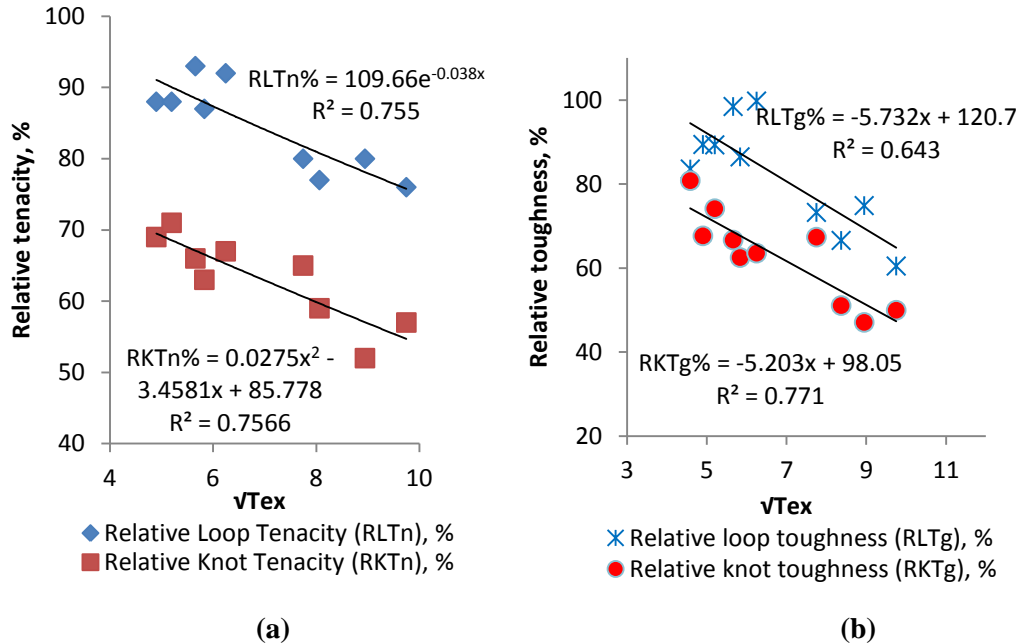 100
90
80
70
60
50
40
Relative tenacity, %
RLTn% = 109.66e^-0.038x
R² = 0.755
RKTn% = 0.0275x² -
3.4581x + 85.778
R² = 0.7566
4 6 8 10
√Tex
Relative Loop Tenacity (RLTn), %
Relative Knot Tenacity (RKTn), %
(a)
100
80
60
40
20
Relative toughness, %
RLTg% = -5.732x + 120.7
R² = 0.643
RKTg% = -5.203x + 98.05
R² = 0.771
3 5 7 9 11
√Tex
Relative loop toughness (RLTg), %
Relative knot toughness (RKTg), %
(b)